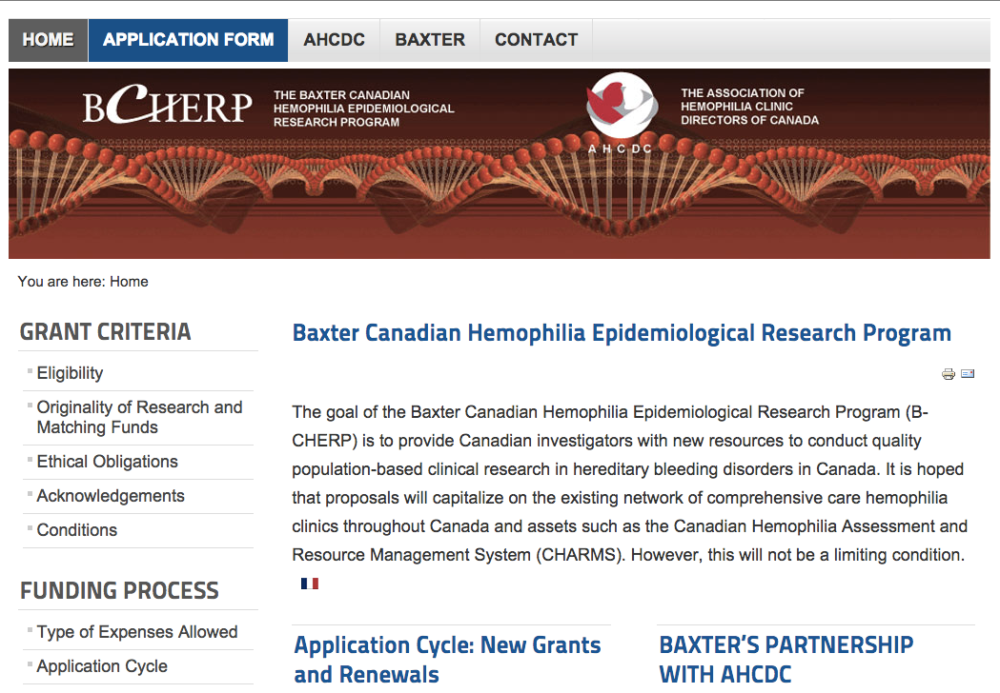 HOME APPLICATION FORM AHCDC BAXTER CONTACT
BCHERP
THE BAXTER CANADIAN
HEMOPHILIA EPIDEMIOLOGICAL
RESEARCH PROGRAM
AHCDC
THE ASSOCIATION OF
HEMOPHILIA CLINIC
DIRECTORS OF CANADA
You are here: Home
GRANT CRITERIA
Eligibility
Originality of Research and
Matching Funds
Ethical Obligations
Acknowledgements
Conditions
FUNDING PROCESS
Type of Expenses Allowed
Application Cycle
Baxter Canadian Hemophilia Epidemiological Research Program
The goal of the Baxter Canadian Hemophilia Epidemiological Research Program (B-
CHERP) is to provide Canadian investigators with new resources to conduct quality
population-based clinical research in hereditary bleeding disorders in Canada. It is hoped
that proposals will capitalize on the existing network of comprehensive care hemophilia
clinics throughout Canada and assets such as the Canadian Hemophilia Assessment and
Resource Management System (CHARMS). However, this will not be a limiting condition.
Application Cycle: New Grants
and Renewals
BAXTER'S PARTNERSHIP
WITH AHCDC